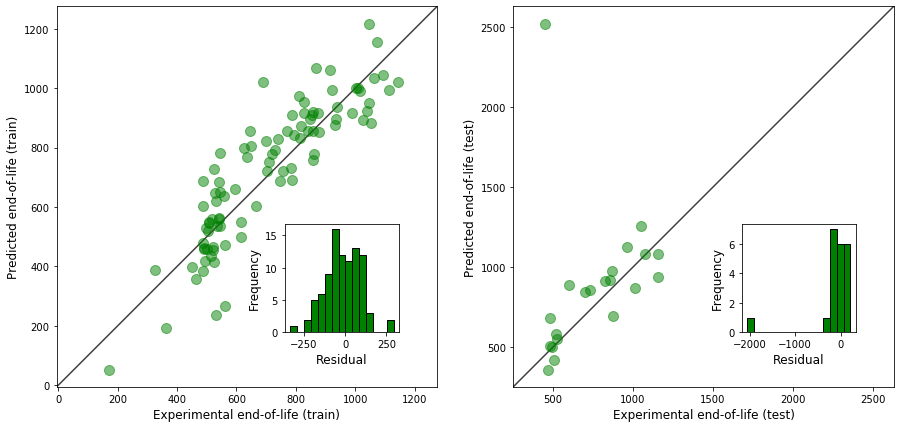 1200
1000
800
600
400
200
0
0 200 400 600 800 1000 1200
Predicted end-of-life (train)
Experimental end-of-life (train)
15
10
5
0
−250 0 250
Frequency
Residual
2500
2000
1500
1000
500
500 1000 1500 2000 2500
Predicted end-of-life (test)
Experimental end-of-life (test)
6
4
2
0
−2000 −1000 0
Frequency
Residual